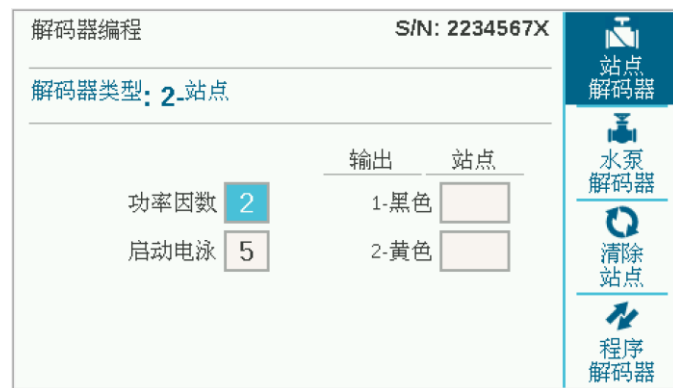 解码器编程
S/N: 2234567X
解码器类型: 2-站点
输出 站点
功率因数 2 1-黑色
启动电泳 5 2-黄色
站点
解码器
水泵
解码器
清除
站点
程序
解码器